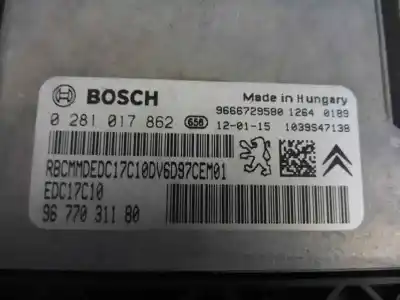 BOSCH
Made in Hungary
9666729580 1264 0189
0 281 017 862 658 12-01-15 1039S47138
RBCMMDEDC17C10DV6D97CEM01
EDC17C10
96 770 311 80